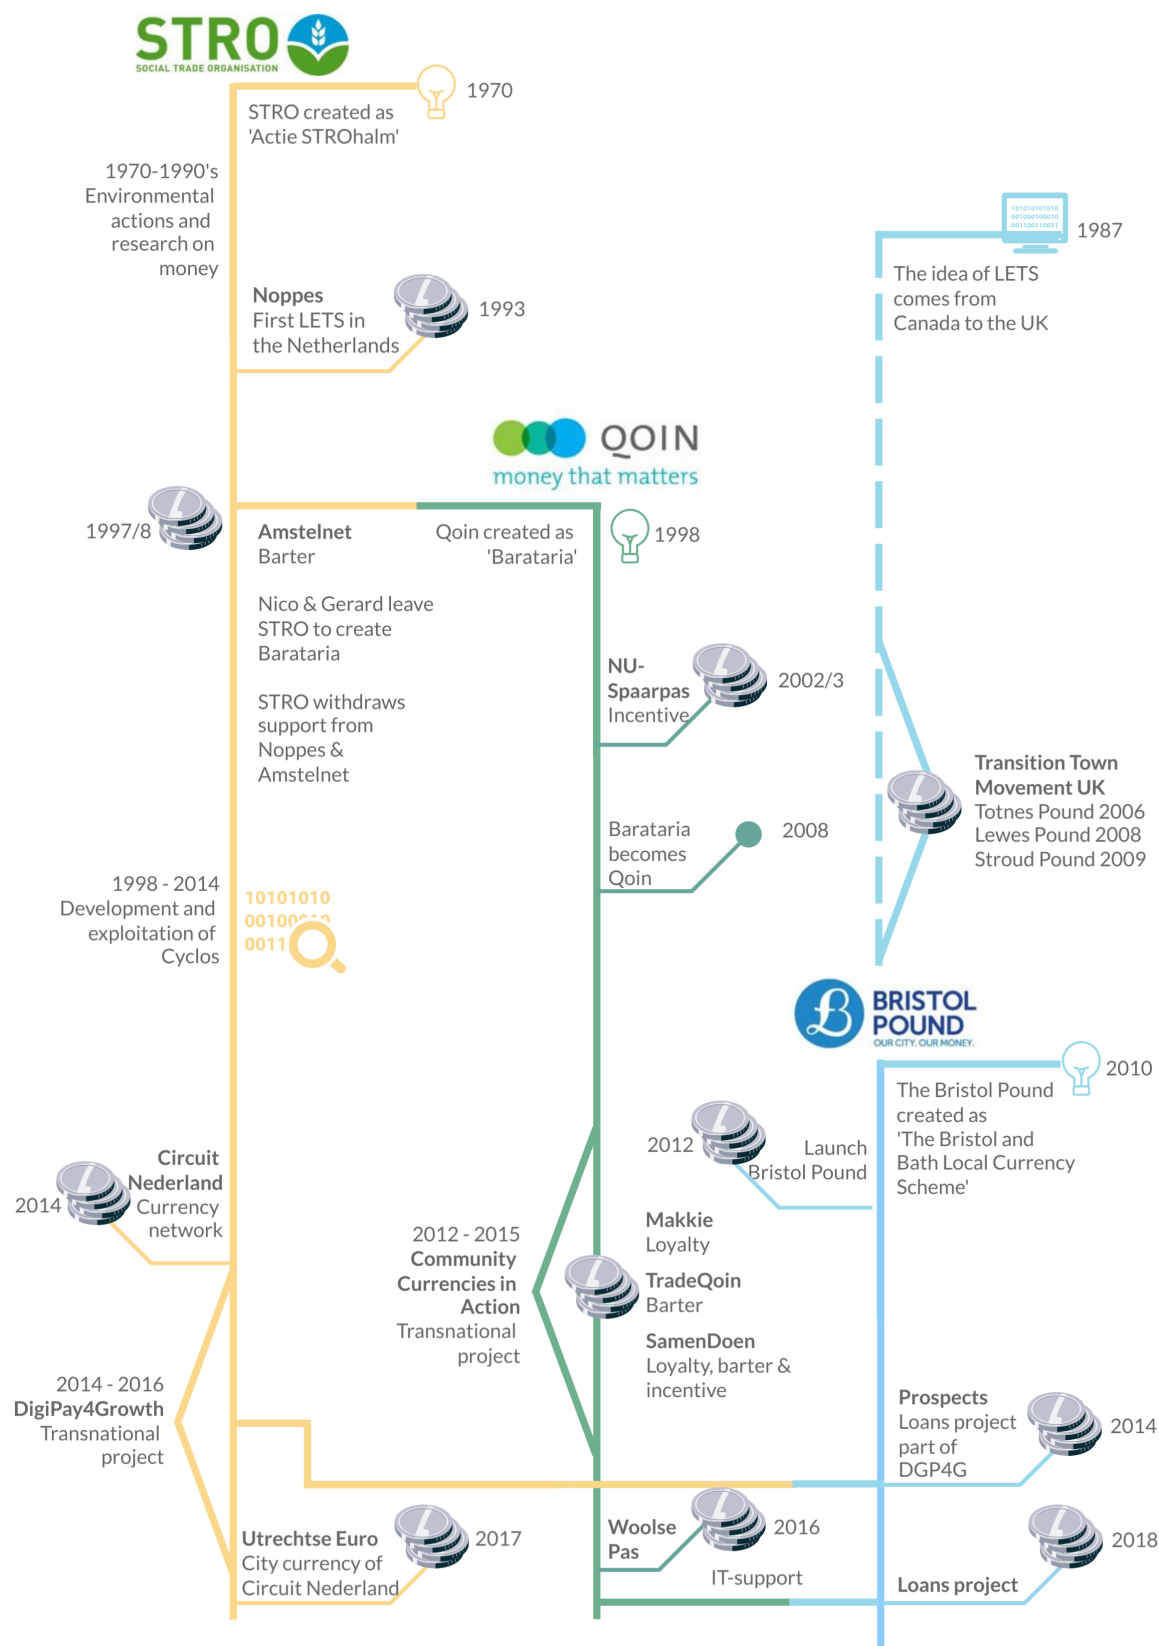 STRO
SOCIAL TRADE ORGANISATION
1970
STRO created as
'Actie STROhalm'
1970-1990's
Environmental
actions and
research on
money
Noppes
First LETS in
the Netherlands
1993
101010101010
001000100010
001100110011
1987
The idea of LETS
comes from
Canada to the UK
QOIN
money that matters
1997/8
Amstelnet
Barter
Nico & Gerard leave
STRO to create
Barataria
STRO withdraws
support from
Noppes &
Amstelnet
Qoin created as
'Barataria'
1998
NU-
Spaarpas
Incentive
2002/3
Transition Town
Movement UK
Totnes Pound 2006
Lewes Pound 2008
Stroud Pound 2009
Barataria
becomes
Qoin
2008
1998 - 2014
Development and
exploitation of
Cyclos
10101010
00100010
0011
BRISTOL
POUND
OUR CITY. OUR MONEY.
2010
The Bristol Pound
created as
'The Bristol and
Bath Local Currency
Scheme'
2012
Launch
Bristol Pound
Circuit
Nederland
Currency
network
2014
2012 - 2015
Community
Currencies in
Action
Transnational
project
Makkie
Loyalty
TradeQoin
Barter
SamenDoen
Loyalty, barter &
incentive
2014 - 2016
DigiPay4Growth
Transnational
project
Prospects
Loans project
part of
DGP4G
2014
Utrechtse Euro
City currency of
Circuit Nederland
2017
Woolse
Pas
2016
IT-support
Loans project
2018